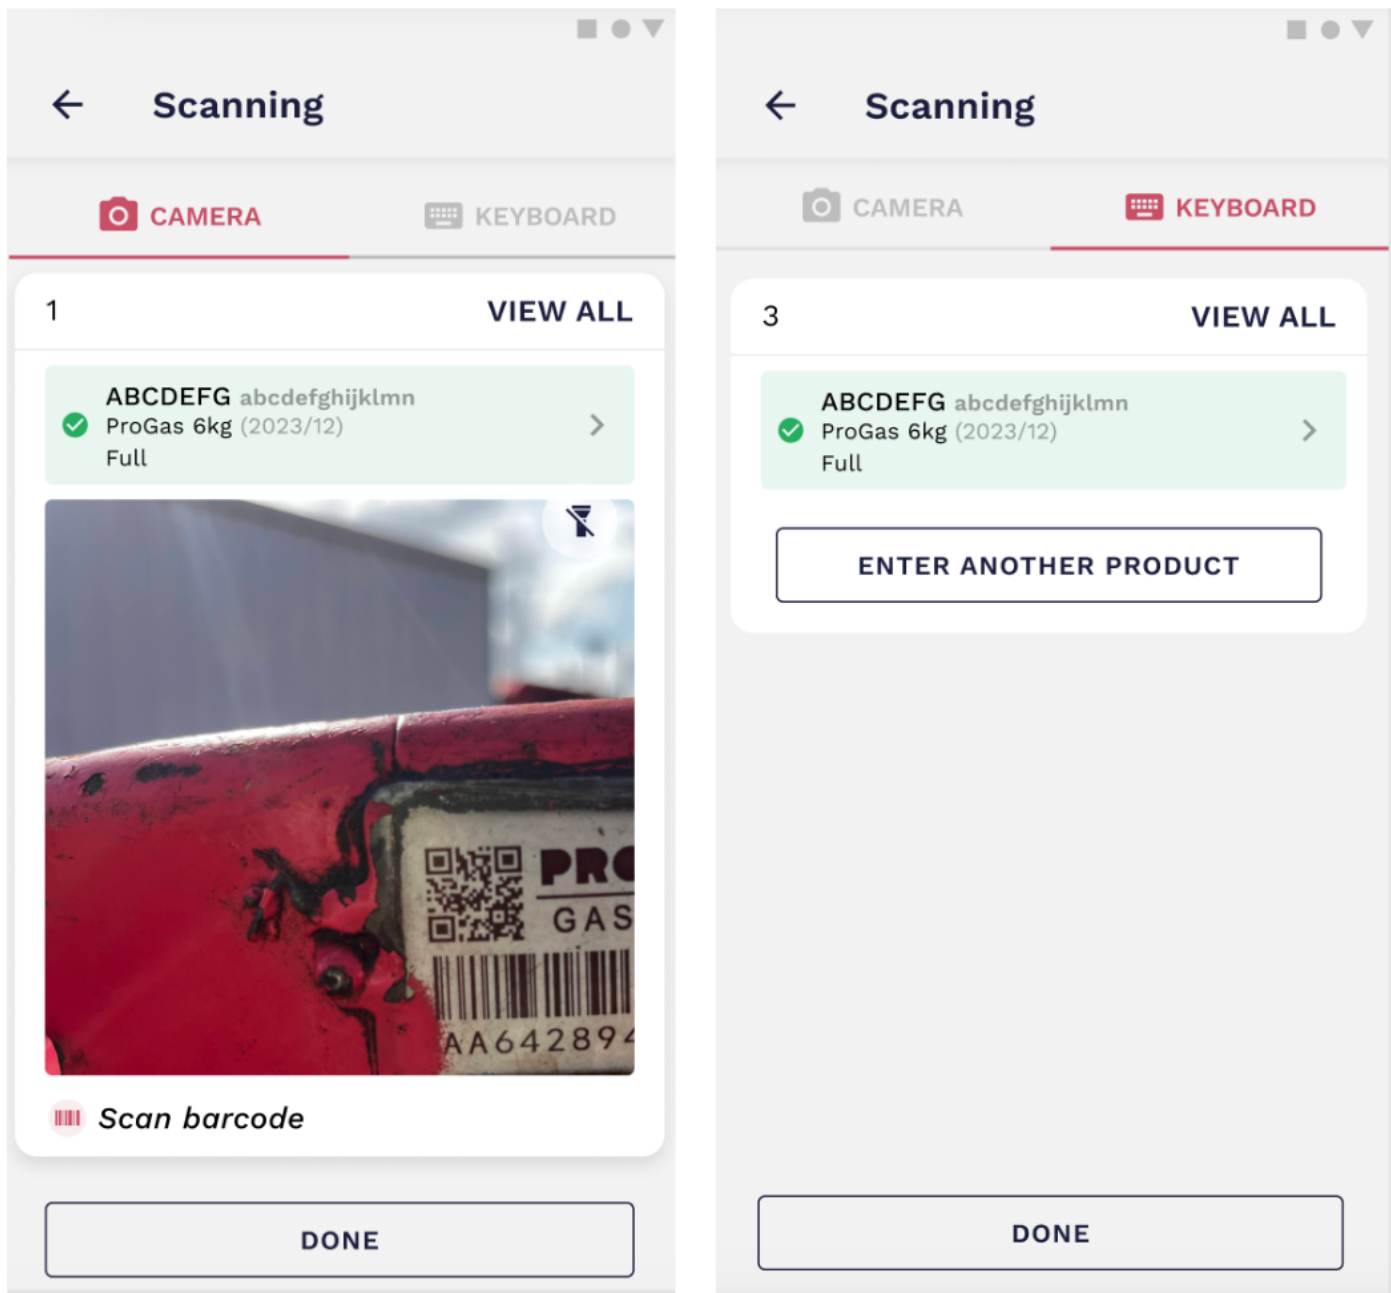 Scanning
CAMERA
KEYBOARD
1
VIEW ALL
ABCDEFG abcdefghijklmn
ProGas 6kg (2023/12)
Full
PRO
GAS
AA642894
Scan barcode
DONE
Scanning
CAMERA
KEYBOARD
3
VIEW ALL
ABCDEFG abcdefghijklmn
ProGas 6kg (2023/12)
Full
ENTER ANOTHER PRODUCT
DONE